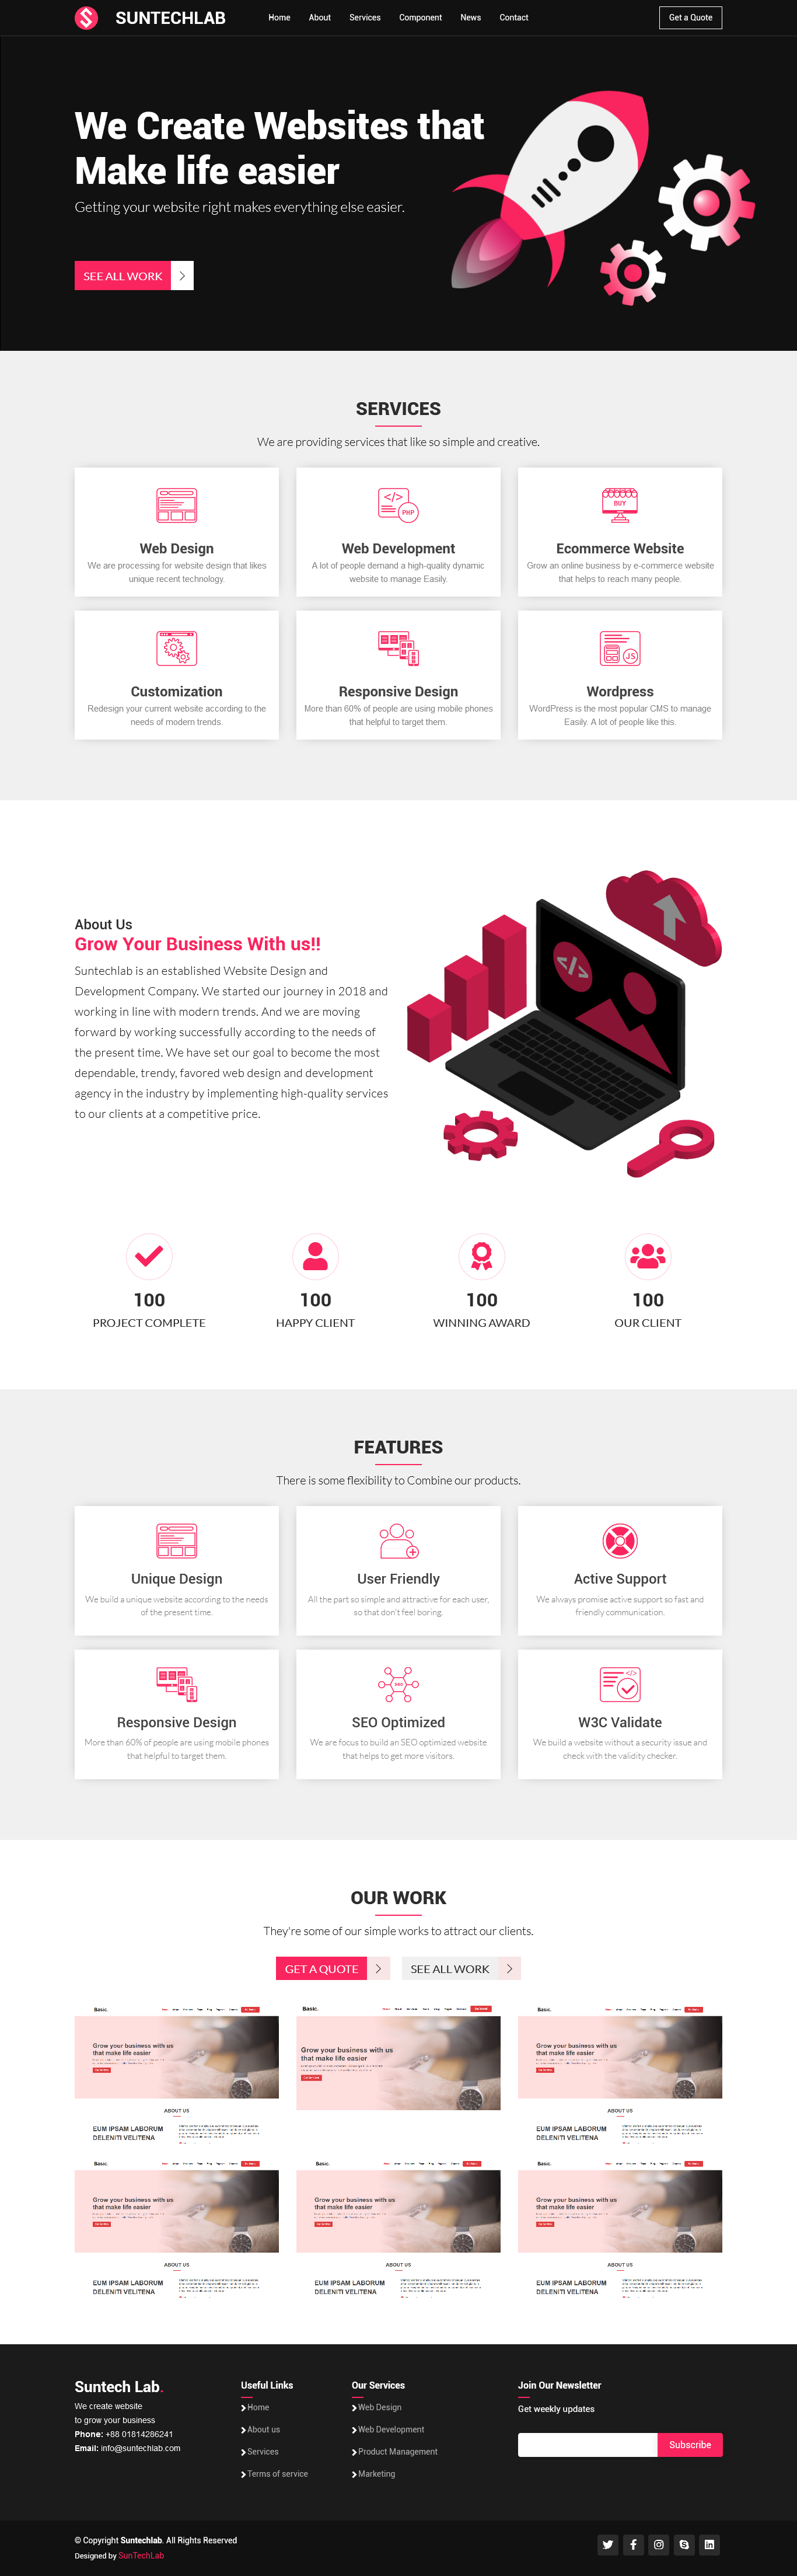 SUNTECHLAB
Home About Services Component News Contact
Get a Quote
We Create Websites that
Make life easier
Getting your website right makes everything else easier.
SEE ALL WORK
SERVICES
We are providing services that like so simple and creative.
Web Design
We are processing for website design that likes
unique recent technology.
</>
PHP
Web Development
A lot of people demand a high-quality dynamic
website to manage Easily.
BUY
Ecommerce Website
Grow an online business by e-commerce website
that helps to reach many people.
Customization
Redesign your current website according to the
needs of modern trends.
Responsive Design
More than 60% of people are using mobile phones
that helpful to target them.
JS
Wordpress
WordPress is the most popular CMS to manage
Easily. A lot of people like this.
About Us
Grow Your Business With us!!
Suntechlab is an established Website Design and
Development Company. We started our journey in 2018 and
working in line with modern trends. And we are moving
forward by working successfully according to the needs of
the present time. We have set our goal to become the most
dependable, trendy, favored web design and development
agency in the industry by implementing high-quality services
to our clients at a competitive price.
</>
100
PROJECT COMPLETE
100
HAPPY CLIENT
100
WINNING AWARD
100
OUR CLIENT
FEATURES
There is some flexibility to Combine our products.
Unique Design
We build a unique website according to the needs
of the present time.
User Friendly
All the part so simple and attractive for each user,
so that don't feel boring.
Active Support
We always promise active support so fast and
friendly communication.
Responsive Design
More than 60% of people are using mobile phones
that helpful to target them.
SEO
SEO Optimized
We are focus to build an SEO optimized website
that helps to get more visitors.
</>
W3C Validate
We build a website without a security issue and
check with the validity checker.
OUR WORK
They're some of our simple works to attract our clients.
GET A QUOTE
SEE ALL WORK
Basic.
Grow your business with us
that make life easier
ABOUT US
EUM IPSAM LABORUM
DELENITI VELITENA
Basic.
Grow your business with us
that make life easier
Basic.
Grow your business with us
that make life easier
ABOUT US
EUM IPSAM LABORUM
DELENITI VELITENA
Basic.
Grow your business with us
that make life easier
ABOUT US
EUM IPSAM LABORUM
DELENITI VELITENA
Basic.
Grow your business with us
that make life easier
ABOUT US
EUM IPSAM LABORUM
DELENITI VELITENA
Basic.
Grow your business with us
that make life easier
ABOUT US
EUM IPSAM LABORUM
DELENITI VELITENA
Suntech Lab.
We create website
to grow your business
Phone: +88 01814286241
Email: info@suntechlab.com
Useful Links
Home
About us
Services
Terms of service
Our Services
Web Design
Web Development
Product Management
Marketing
Join Our Newsletter
Get weekly updates
Subscribe
© Copyright Suntechlab. All Rights Reserved
Designed by SunTechLab